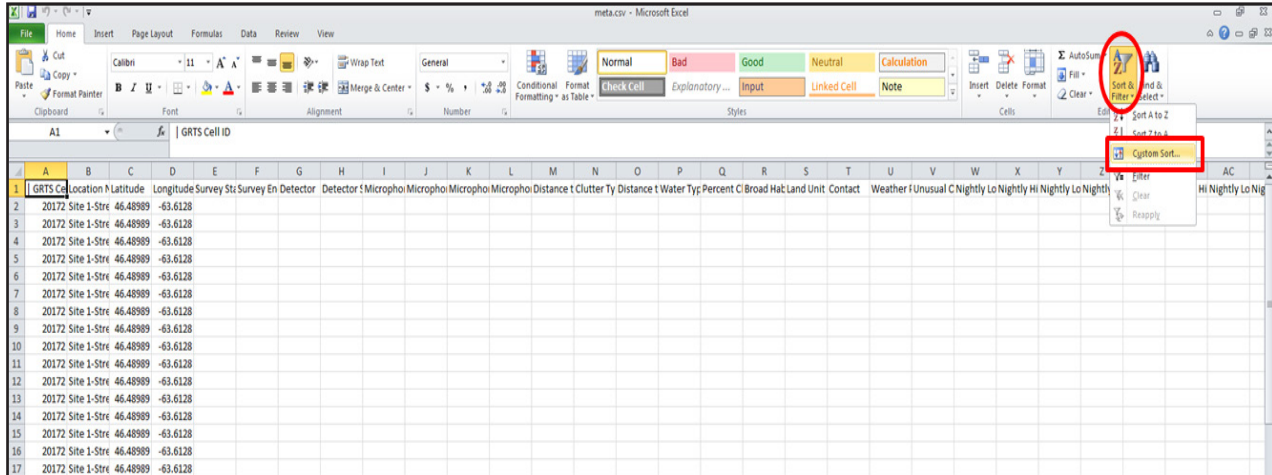 meta.csv - Microsoft Excel
File Home Insert Page Layout Formulas Data Review View
Paste Cut Copy Format Painter Clipboard
Calibri 11 B I U Font
Wrap Text Merge & Center Alignment
General $ % , Number
Conditional Formatting Format as Table
Normal Bad Good Neutral Calculation
Check Cell Explanatory ... Input Linked Cell Note
Styles
Insert Delete Format Cells
AutoSum Fill Clear Sort & Filter Find & Select
Sort A to Z
Sort Z to A
Custom Sort...
Filter
Clear
Reapply
A1 fx | GRTS Cell ID
A B C D E F G H I J K L M N O P Q R S T U V W X Y Z AC
1 | GRTS Ce Location N Latitude Longitude Survey Sta Survey En Detector Detector S Micropho Micropho Micropho Micropho Distance t Clutter Ty Distance t Water Typ Percent Cl Broad Hab Land Unit Contact Weather F Unusual C Nightly Lo Nightly Hi Nightly Lo Nightly Hi Nightly Lo Nig
2 20172 Site 1-Stre 46.48989 -63.6128
3 20172 Site 1-Stre 46.48989 -63.6128
4 20172 Site 1-Stre 46.48989 -63.6128
5 20172 Site 1-Stre 46.48989 -63.6128
6 20172 Site 1-Stre 46.48989 -63.6128
7 20172 Site 1-Stre 46.48989 -63.6128
8 20172 Site 1-Stre 46.48989 -63.6128
9 20172 Site 1-Stre 46.48989 -63.6128
10 20172 Site 1-Stre 46.48989 -63.6128
11 20172 Site 1-Stre 46.48989 -63.6128
12 20172 Site 1-Stre 46.48989 -63.6128
13 20172 Site 1-Stre 46.48989 -63.6128
14 20172 Site 1-Stre 46.48989 -63.6128
15 20172 Site 1-Stre 46.48989 -63.6128
16 20172 Site 1-Stre 46.48989 -63.6128
17 20172 Site 1-Stre 46.48989 -63.6128